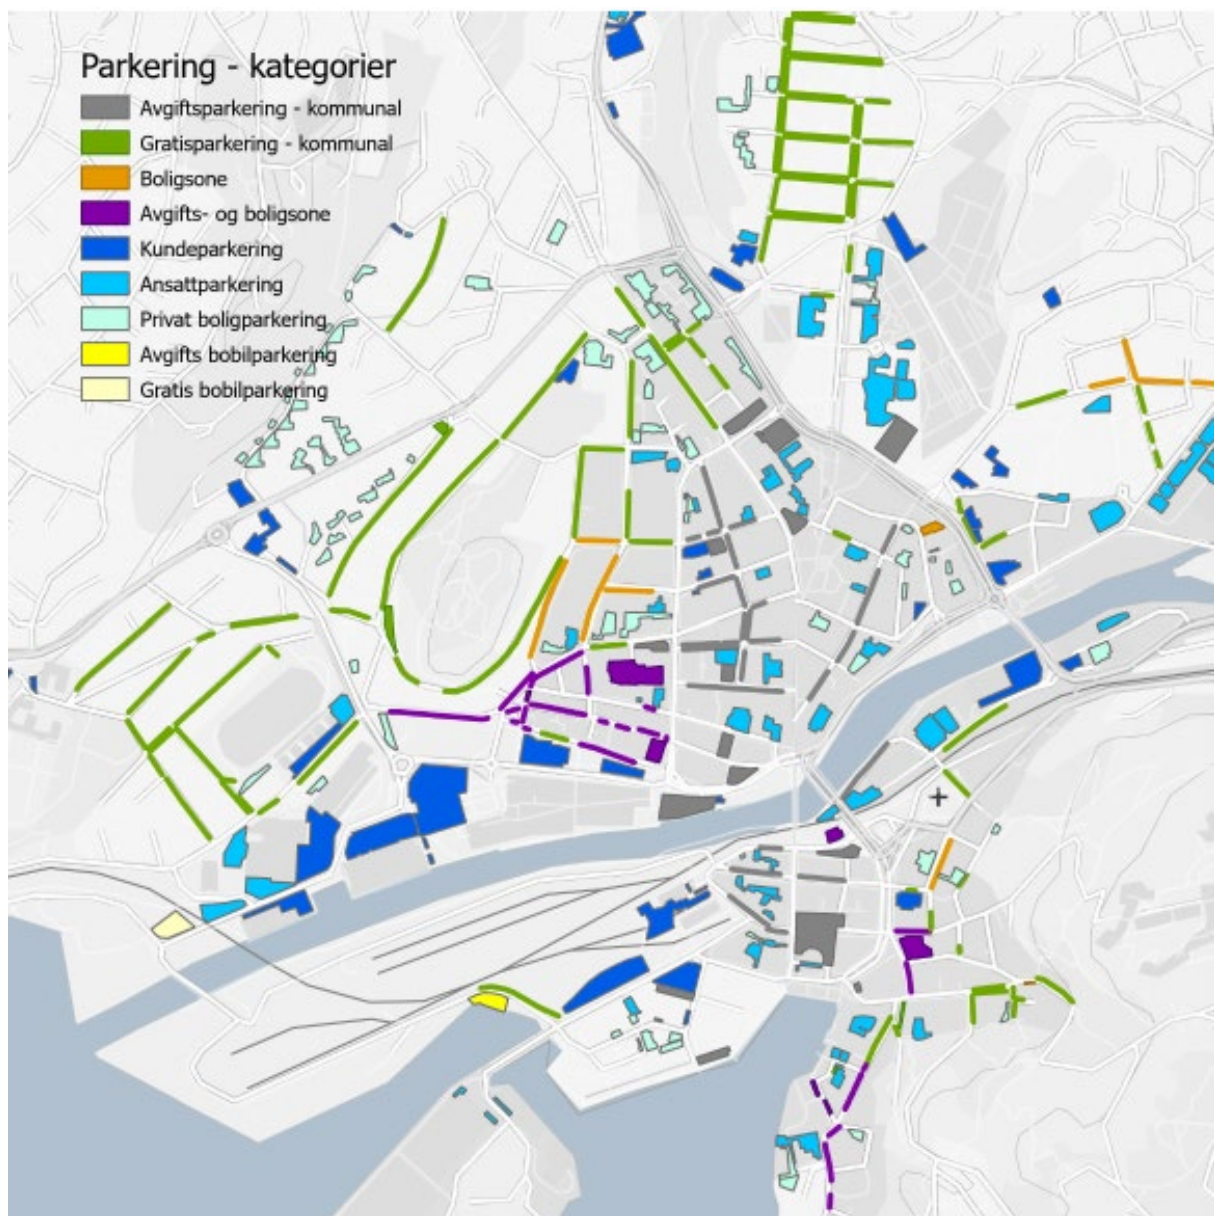 Parkering - kategorier
Avgiftsparkering - kommunal
Gratisparkering - kommunal
Boligsone
Avgifts- og boligsone
Kundeparkering
Ansattparkering
Privat boligparkering
Avgifts bobilparkering
Gratis bobilparkering